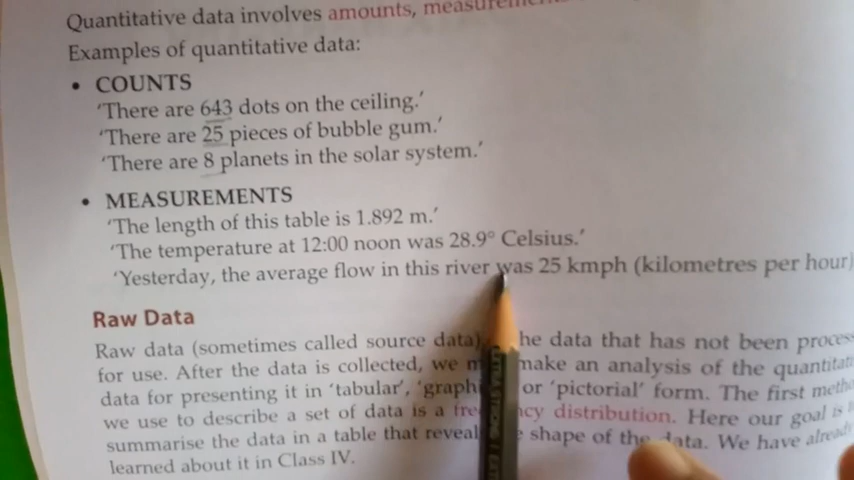 Quantitative data involves amounts, measurements
Examples of quantitative data:
• COUNTS
'There are 643 dots on the ceiling.'
'There are 25 pieces of bubble gum.'
'There are 8 planets in the solar system.'
• MEASUREMENTS
'The length of this table is 1.892 m.'
'The temperature at 12:00 noon was 28.9° Celsius.'
'Yesterday, the average flow in this river was 25 kmph (kilometres per hour)
Raw Data
Raw data (sometimes called source data) data that has not been
for use. After the data is collected, we make an analysis of the
data for presenting it in 'tabular', or 'pictorial' form. The first
we use to describe a set of data is a distribution. Here our goal is
summarise the data in a table that shape of the data. We have already
learned about it in Class IV.
ULTRA STRONG